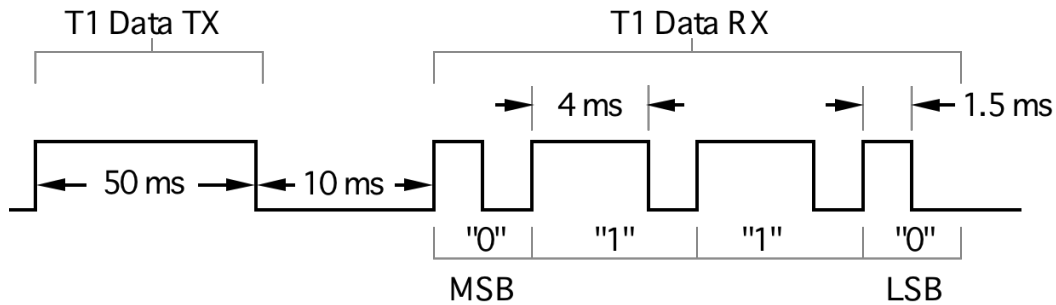 T1 Data TX T1 Data RX
4 ms 1.5 ms
50 ms 10 ms
"0" "1" "1" "0"
MSB LSB